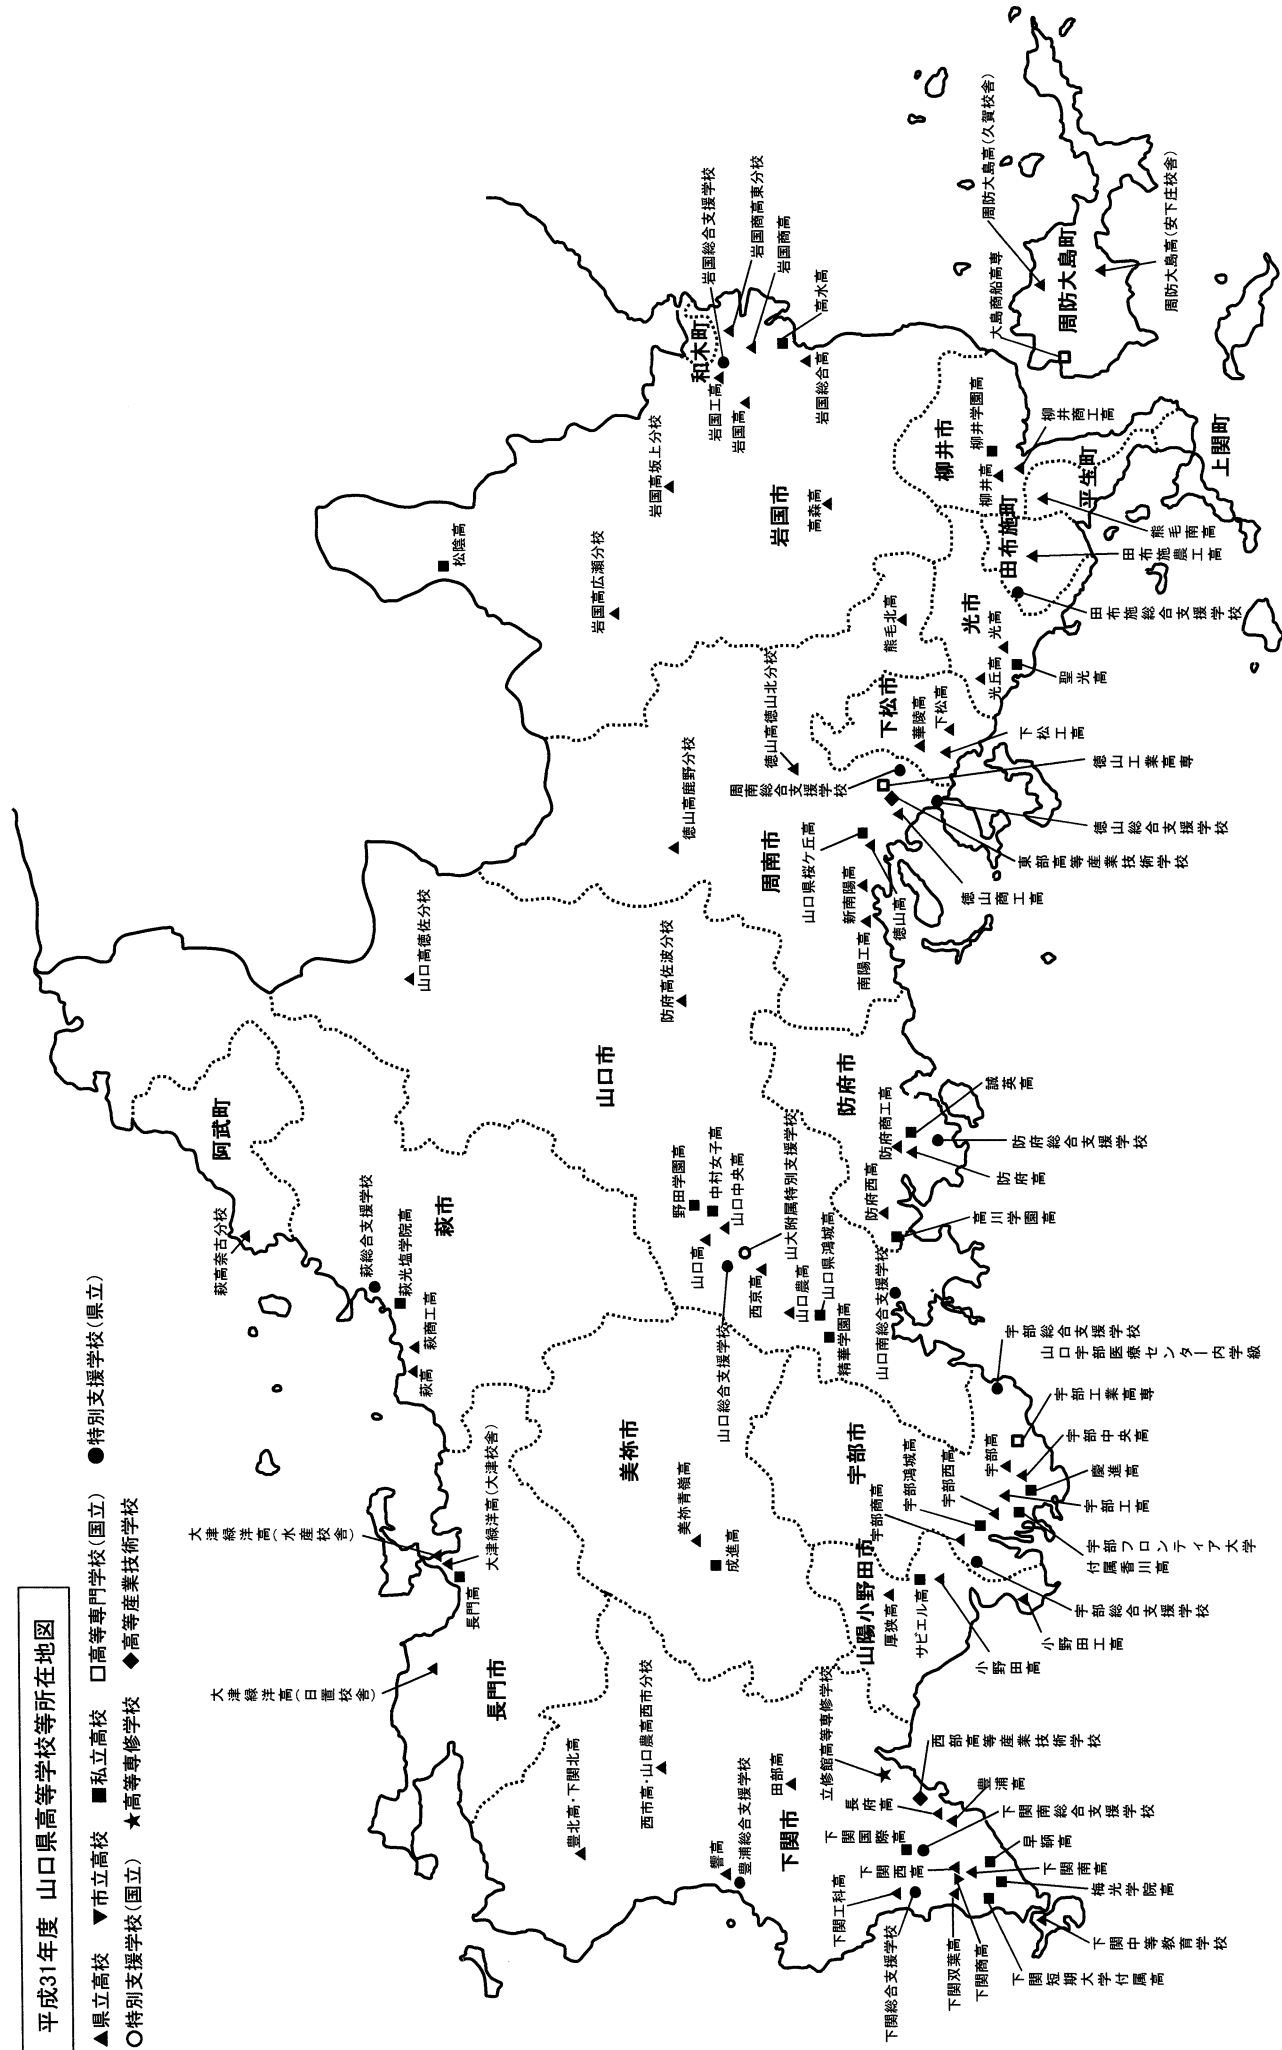 平成31年度 山口県高等学校等所在地図
▲県立高校 ▼市立高校 ■私立高校 □高等専門学校(国立) ●特別支援学校(県立)
○特別支援学校(国立) ★高等専修学校 ◆高等産業技術学校
阿武町
萩市
長門市
美祢市
山口市
下関市
山陽小野田市
宇部市
防府市
周南市
下松市
光市
岩国市
和木町
柳井市
田布施町
平生町
上関町
周防大島町
萩高奈古分校
萩総合支援学校
萩光塩学院高
萩商工高
萩高
大津緑洋高(水産校舎)
大津緑洋高(大津校舎)
長門高
大津緑洋高(日置校舎)
豊北高・下関北高
西市高・山口農高西市分校
響高
豊浦総合支援学校
田部高
立修館高等専修学校
西部高等産業技術学校
長府高
豊浦高
下関国際高
下関南総合支援学校
下関西高
早鞆高
下関南高
梅光学院高
下関工科高
下関総合支援学校
下関双葉高
下関商高
下関中等教育学校
下関短期大学付属高
美祢青嶺高
成進高
厚狭高
サビエル高
小野田高
小野田工高
宇部総合支援学校
宇部商高
宇部鴻城高
宇部西高
宇部フロンティア大学
付属香川高
宇部工高
慶進高
宇部中央高
宇部高
宇部工業高専
宇部総合支援学校
山口宇部医療センター内学級
山口高徳佐分校
防府高佐波分校
野田学園高
中村女子高
山口中央高
山口高
山大附属特別支援学校
山口総合支援学校
西京高
山口農高
山口県鴻城高
精華学園高
山口南総合支援学校
防府西高
高川学園高
防府商工高
防府高
防府総合支援学校
誠英高
徳山高鹿野分校
徳山高徳山北分校
周南総合支援学校
山口県桜ケ丘高
新南陽高
南陽工高
徳山高
徳山商工高
東部高等産業技術学校
徳山総合支援学校
徳山工業高専
下松工高
華陵高
下松高
熊毛北高
光丘高
光高
聖光高
松陰高
岩国高広瀬分校
岩国高坂上分校
高森高
岩国工高
岩国高
岩国総合支援学校
岩国商高東分校
岩国商高
高水高
岩国総合高
柳井学園高
柳井高
柳井商工高
熊毛南高
田布施農工高
田布施総合支援学校
大島商船高専
周防大島高(久賀校舎)
周防大島高(安下庄校舎)